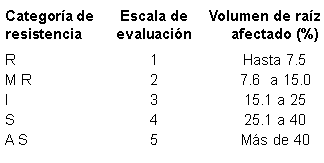 Categoría de Escala de Volumen de raíz
resistencia evaluación afectado (%)
R 1 Hasta 7.5
M R 2 7.6 a 15.0
I 3 15.1 a 25
S 4 25.1 a 40
A S 5 Más de 40